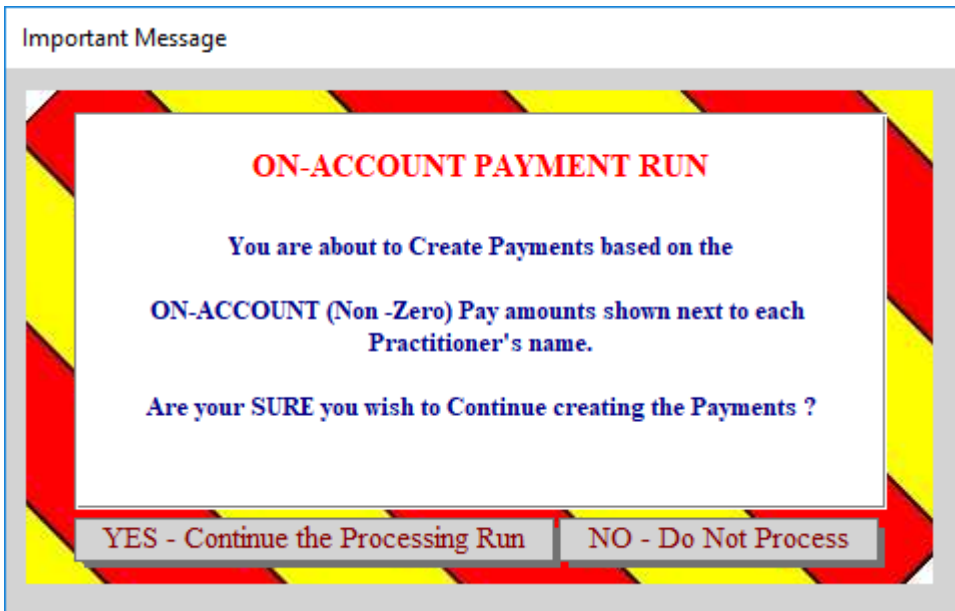 Important Message
ON-ACCOUNT PAYMENT RUN
You are about to Create Payments based on the
ON-ACCOUNT (Non -Zero) Pay amounts shown next to each
Practitioner's name.
Are your SURE you wish to Continue creating the Payments ?
YES - Continue the Processing Run
NO - Do Not Process